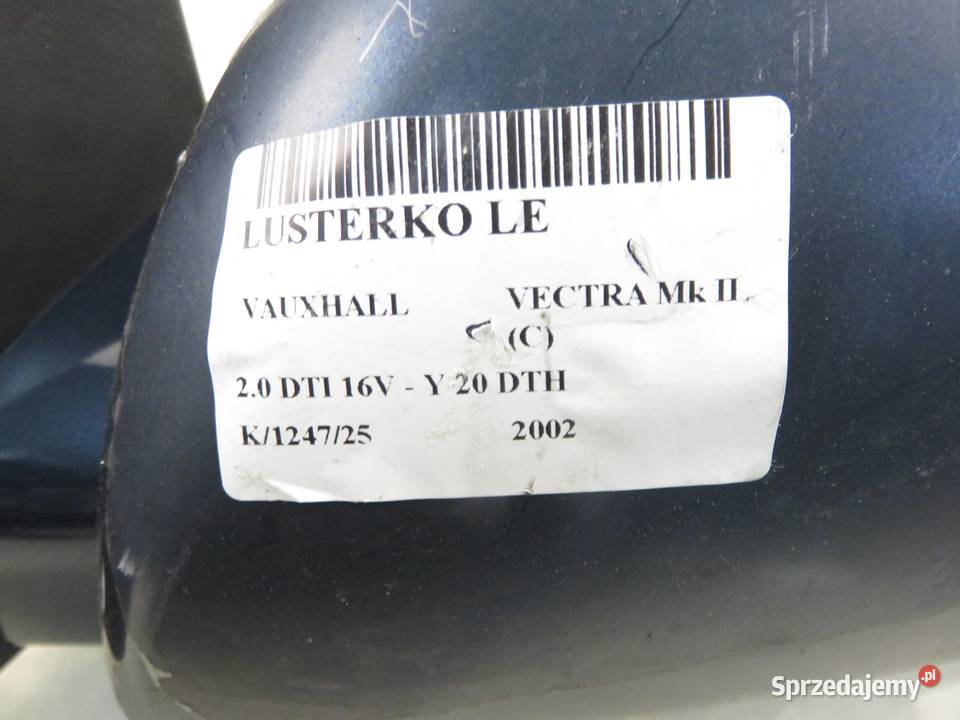 LUSTERKO LE
VAUXHALL VECTRA Mk II
(C)
2.0 DTI 16V - Y 20 DTH
K/1247/25 2002
Sprzedajemy.pl